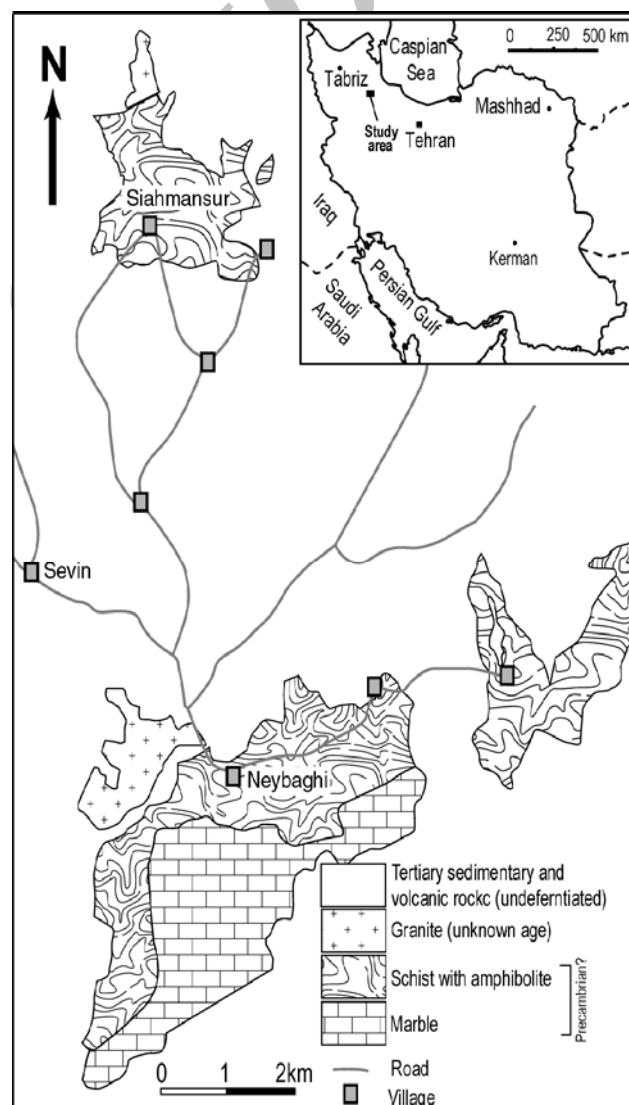 N
Caspian
Sea
0 250 500 km
Tabriz
Mashhad
Study
area
Tehran
Iraq
Kerman
Saudi
Arabia
Persian Gulf
Siahmansur
Sevin
Neybaghi
Tertiary sedimentary and
volcanic rockc (undeferntiated)
Granite (unknown age)
Schist with amphibolite
Marble
Precambrian?
0 1 2km
Road
Village